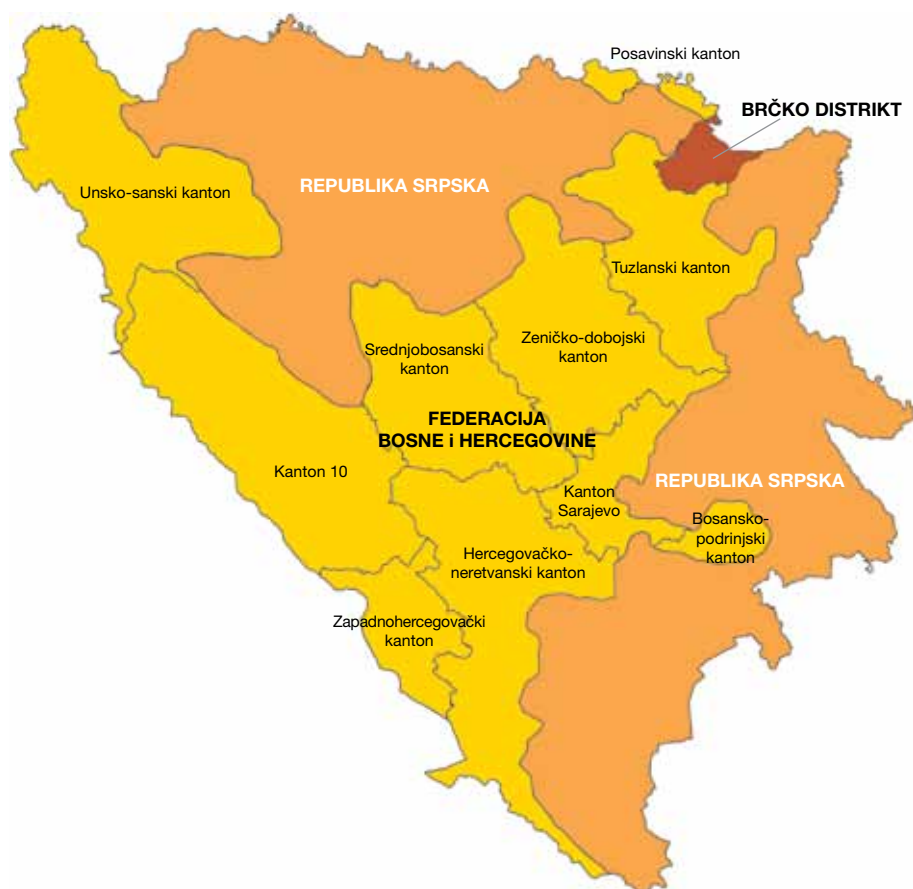 Posavinski kanton
BRČKO DISTRIKT
REPUBLIKA SRPSKA
Unsko-sanski kanton
Tuzlanski kanton
Srednjobosanski
kanton
Zeničko-dobojski
kanton
FEDERACIJA
BOSNE i HERCEGOVINE
Kanton 10
REPUBLIKA SRPSKA
Kanton
Sarajevo
Bosansko-
podrinjski
kanton
Hercegovačko-
neretvanski kanton
Zapadnohercegovački
kanton